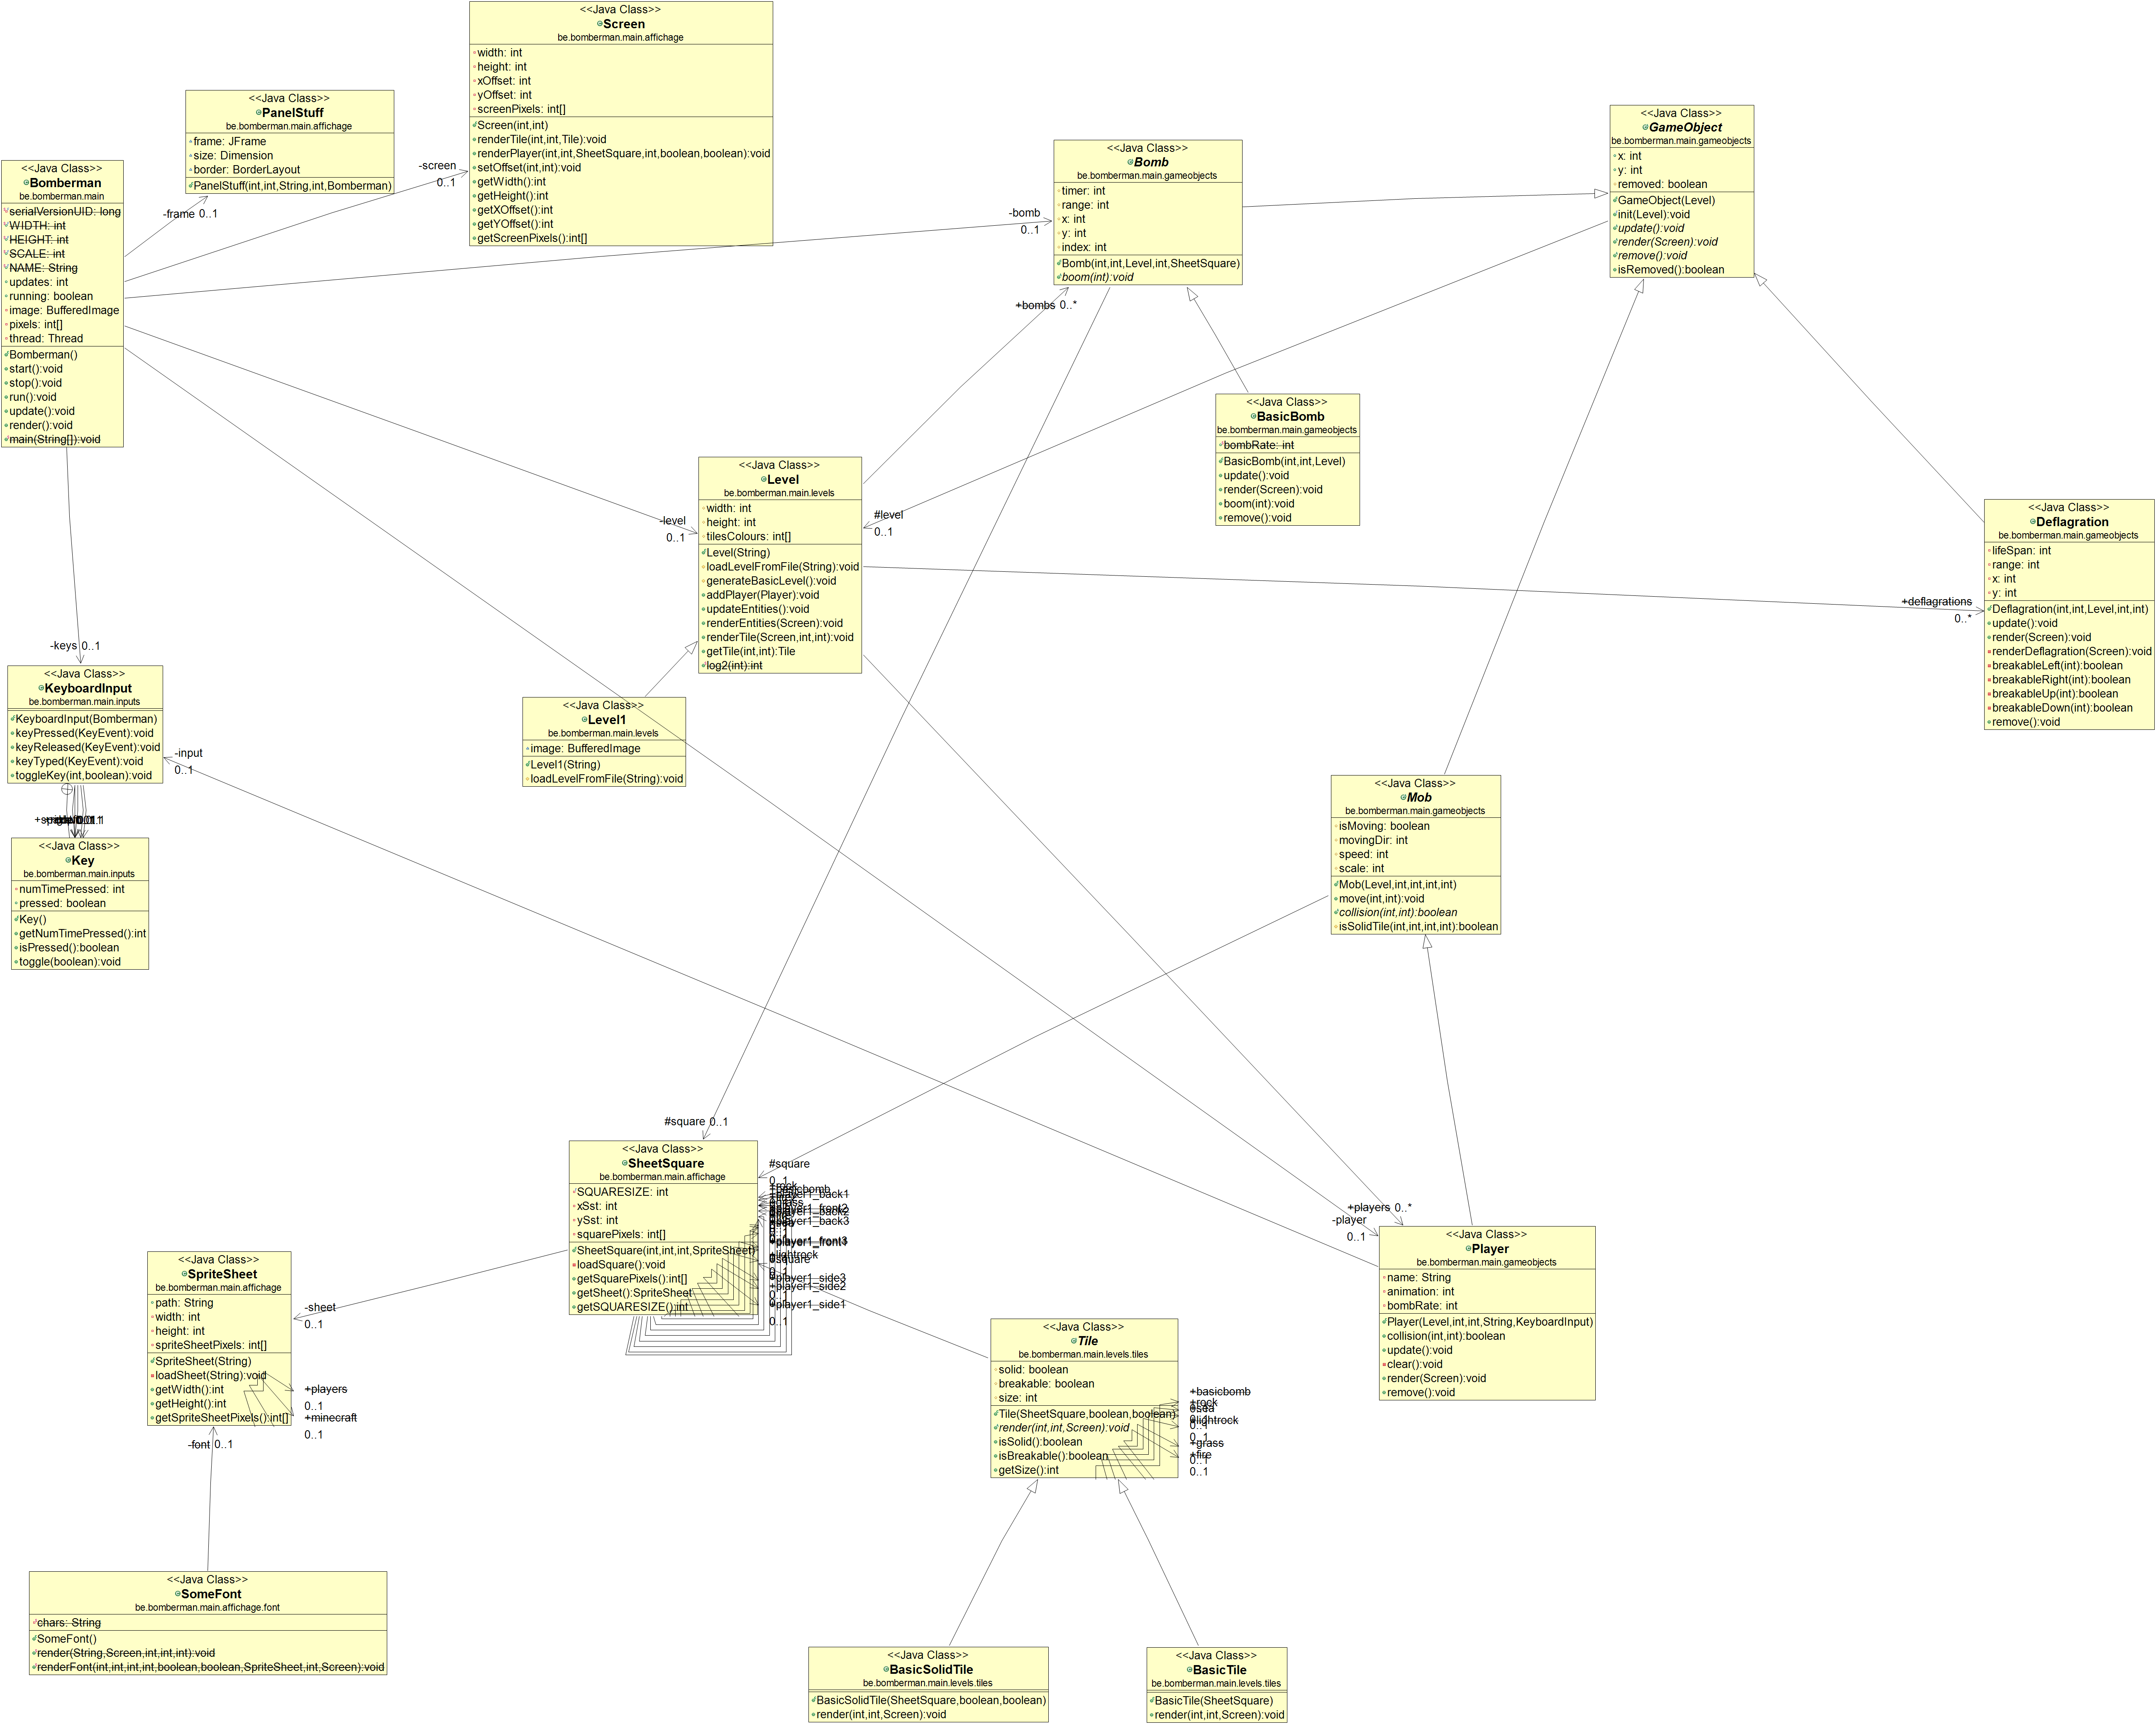 <<Java Class>>
Screen
be.bomberman.main.affichage
width: int
height: int
xOffset: int
yOffset: int
screenPixels: int[]
Screen(int,int)
renderTile(int,int,Tile):void
renderPlayer(int,int,SheetSquare,int,boolean,boolean):void
setOffset(int,int):void
getWidth():int
getHeight():int
getXOffset():int
getYOffset():int
getScreenPixels():int[]
<<Java Class>>
PanelStuff
be.bomberman.main.affichage
frame: JFrame
size: Dimension
border: BorderLayout
PanelStuff(int,int,String,int,Bomberman)
<<Java Class>>
Bomberman
be.bomberman.main
serialVersionUID: long
WIDTH: int
HEIGHT: int
SCALE: int
NAME: String
updates: int
running: boolean
image: BufferedImage
pixels: int[]
thread: Thread
Bomberman()
start():void
stop():void
run():void
update():void
render():void
main(String[]):void
-frame 0..1
-screen
0..1
-bomb
0..1
<<Java Class>>
Bomb
be.bomberman.main.gameobjects
timer: int
range: int
x: int
y: int
index: int
Bomb(int,int,Level,int,SheetSquare)
boom(int):void
<<Java Class>>
GameObject
be.bomberman.main.gameobjects
x: int
y: int
removed: boolean
GameObject(Level)
init(Level):void
update():void
render(Screen):void
remove():void
isRemoved():boolean
+bombs 0..*
<<Java Class>>
BasicBomb
be.bomberman.main.gameobjects
bombRate: int
BasicBomb(int,int,Level)
update():void
render(Screen):void
boom(int):void
remove():void
<<Java Class>>
Level
be.bomberman.main.levels
width: int
height: int
tilesColours: int[]
Level(String)
loadLevelFromFile(String):void
generateBasicLevel():void
addPlayer(Player):void
updateEntities():void
renderEntities(Screen):void
renderTile(Screen,int,int):void
getTile(int,int):Tile
log2(int):int
-level
0..1
#level
0..1
<<Java Class>>
Deflagration
be.bomberman.main.gameobjects
lifeSpan: int
range: int
x: int
y: int
Deflagration(int,int,Level,int,int)
update():void
render(Screen):void
renderDeflagration(Screen):void
breakableLeft(int):boolean
breakableRight(int):boolean
breakableUp(int):boolean
breakableDown(int):boolean
remove():void
+deflagrations
0..*
-keys 0..1
<<Java Class>>
KeyboardInput
be.bomberman.main.inputs
KeyboardInput(Bomberman)
keyPressed(KeyEvent):void
keyReleased(KeyEvent):void
keyTyped(KeyEvent):void
toggleKey(int,boolean):void
-input
0..1
<<Java Class>>
Level1
be.bomberman.main.levels
image: BufferedImage
Level1(String)
loadLevelFromFile(String):void
<<Java Class>>
Key
be.bomberman.main.inputs
numTimePressed: int
pressed: boolean
Key()
getNumTimePressed():int
isPressed():boolean
toggle(boolean):void
<<Java Class>>
Mob
be.bomberman.main.gameobjects
isMoving: boolean
movingDir: int
speed: int
scale: int
Mob(Level,int,int,int,int)
move(int,int):void
collision(int,int):boolean
isSolidTile(int,int,int,int):boolean
#square 0..1
<<Java Class>>
SheetSquare
be.bomberman.main.affichage
SQUARESIZE: int
xSst: int
ySst: int
squarePixels: int[]
SheetSquare(int,int,int,SpriteSheet)
loadSquare():void
getSquarePixels():int[]
getSheet():SpriteSheet
getSQUARESIZE():int
#square
+rock
+basicbomb
+player1_back1
+player1_front2
+player1_back2
+player1_back3
+player1_front3
+lightrock
#square
+player1_side3
+player1_side2
+player1_side1
0..1
+players 0..*
-player
0..1
<<Java Class>>
Player
be.bomberman.main.gameobjects
name: String
animation: int
bombRate: int
Player(Level,int,int,String,KeyboardInput)
collision(int,int):boolean
update():void
clear():void
render(Screen):void
remove():void
<<Java Class>>
SpriteSheet
be.bomberman.main.affichage
path: String
width: int
height: int
spriteSheetPixels: int[]
SpriteSheet(String)
loadSheet(String):void
getWidth():int
getHeight():int
getSpriteSheetPixels():int[]
-sheet
0..1
+players
0..1
+minecraft
0..1
-font 0..1
<<Java Class>>
Tile
be.bomberman.main.levels.tiles
solid: boolean
breakable: boolean
size: int
Tile(SheetSquare,boolean,boolean)
render(int,int,Screen):void
isSolid():boolean
isBreakable():boolean
getSize():int
+basicbomb
+rock
+lightrock
0..1
+grass
+fire
0..1
<<Java Class>>
SomeFont
be.bomberman.main.affichage.font
chars: String
SomeFont()
render(String,Screen,int,int,int):void
renderFont(int,int,int,int,boolean,boolean,SpriteSheet,int,Screen):void
<<Java Class>>
BasicSolidTile
be.bomberman.main.levels.tiles
BasicSolidTile(SheetSquare,boolean,boolean)
render(int,int,Screen):void
<<Java Class>>
BasicTile
be.bomberman.main.levels.tiles
BasicTile(SheetSquare)
render(int,int,Screen):void